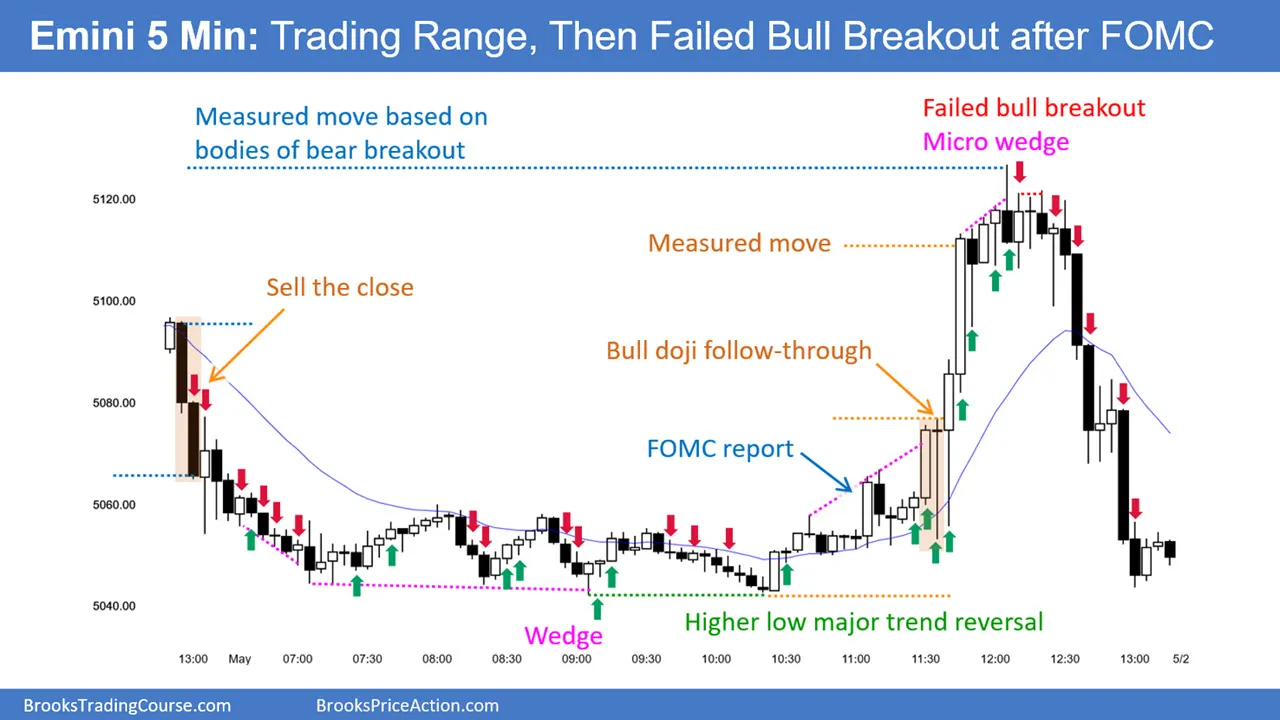 Emini 5 Min: Trading Range, Then Failed Bull Breakout after FOMC
Measured move based on
bodies of bear breakout
Failed bull breakout
Micro wedge
5120.00
Measured move
Sell the close
5100.00
Bull doji follow-through
5080.00
FOMC report
5060.00
5040.00
Higher low major trend reversal
Wedge
13:00 May 07:00 07:30 08:00 08:30 09:00 09:30 10:00 10:30 11:00 11:30 12:00 12:30 13:00 5/2
BrooksTradingCourse.com BrooksPriceAction.com